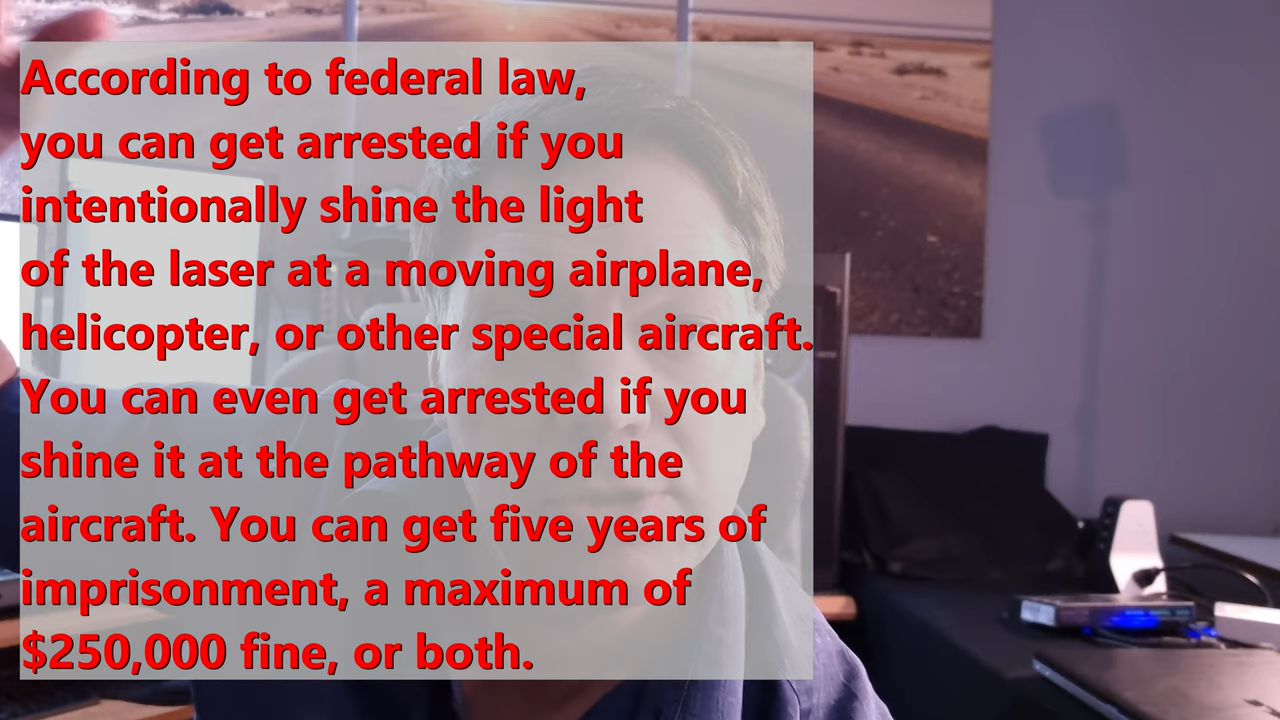 According to federal law,
you can get arrested if you
intentionally shine the light
of the laser at a moving airplane,
helicopter, or other special aircraft.
You can even get arrested if you
shine it at the pathway of the
aircraft. You can get five years of
imprisonment, a maximum of
$250,000 fine, or both.